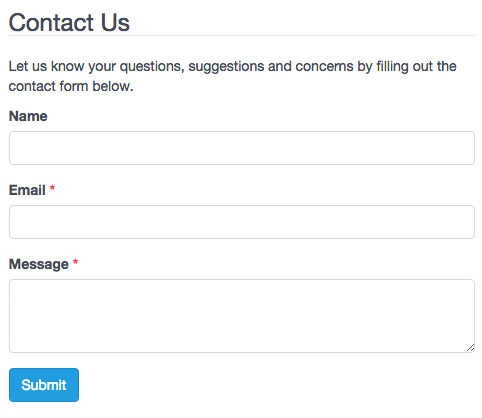 Contact Us
Let us know your questions, suggestions and concerns by filling out the
contact form below.
Name
Email *
Message *
Submit